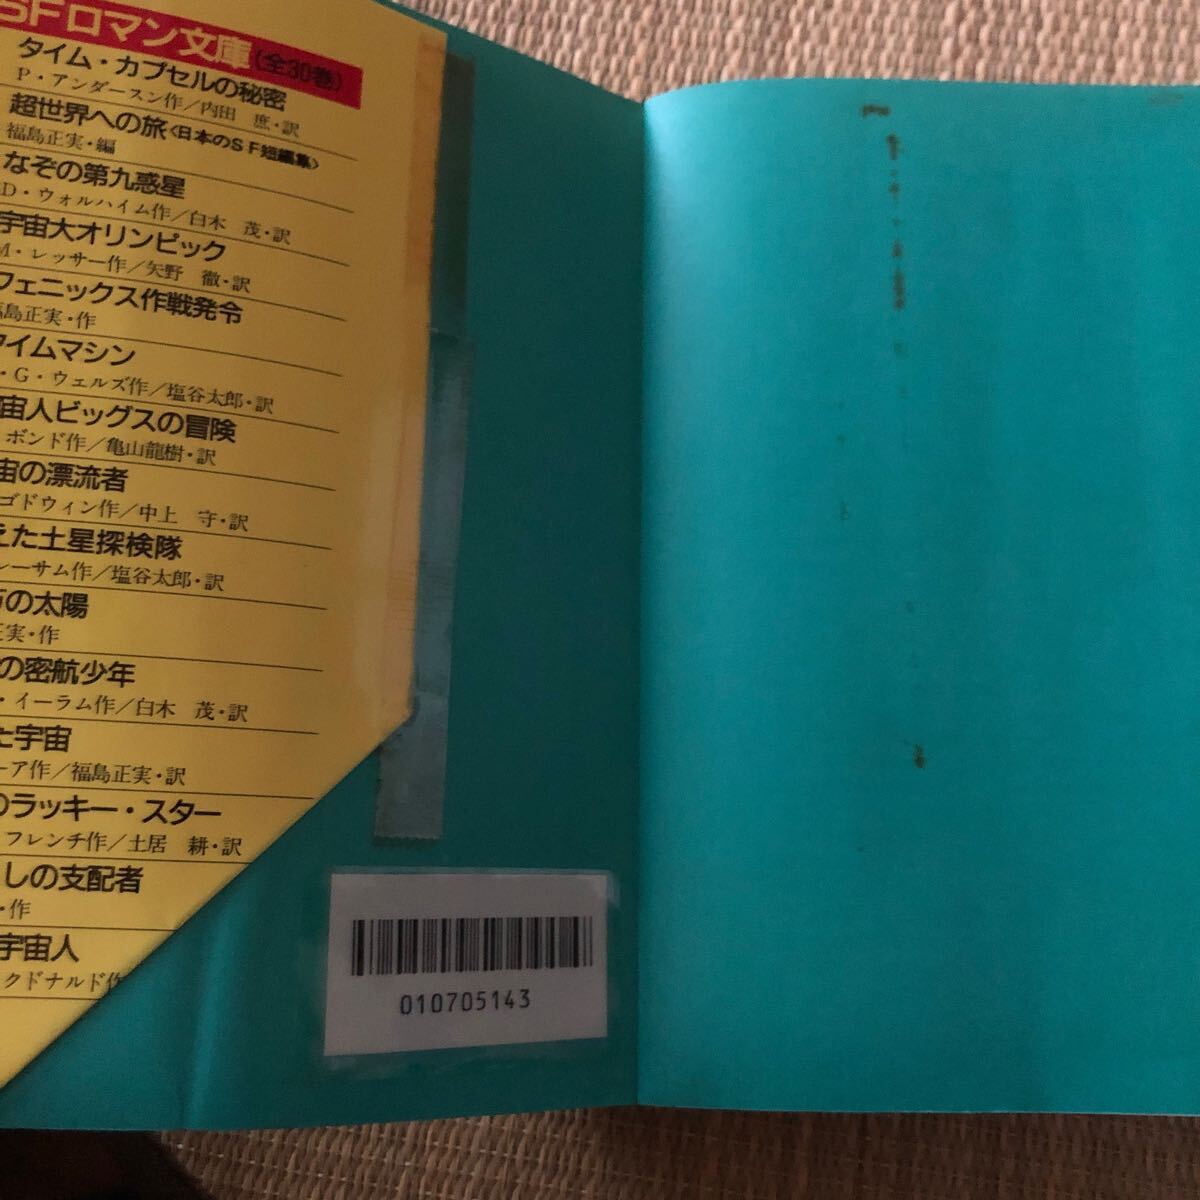 SFロマン文庫(全30巻)
タイム・カプセルの秘密
P・アンダースン作/内田 庶・訳
超世界への旅〈日本のSF短編集〉
福島正実・編
なぞの第九惑星
D・ウォルハイム作/白木 茂・訳
宇宙大オリンピック
M・レッサー作/矢野 徹・訳
フェニックス作戦発令
福島正実・作
タイムマシン
・G・ウェルズ作/塩谷太郎・訳
宙人ビッグスの冒険
ボンド作/亀山龍樹・訳
宙の漂流者
ゴドウィン作/中上 守・訳
えた土星探検隊
レーサム作/塩谷太郎・訳
の太陽
正実・作
の密航少年
・イーラム作/白木 茂・訳
た宇宙
ーア作/福島正実・訳
のラッキー・スター
フレンチ作/土居 耕・訳
しの支配者
・作
宇宙人
クドナルド作
010705143